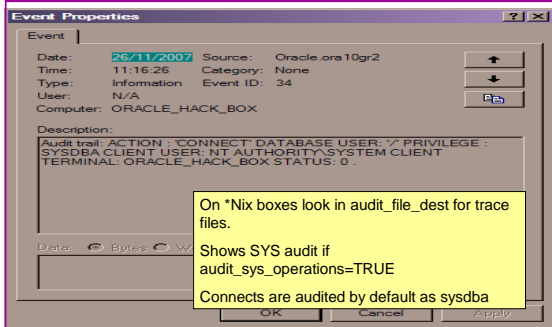 Event Properties
Event
Date: 26/11/2007 Source: Oracle.ora10gr2
Time: 11:16:26 Category: None
Type: Information Event ID: 34
User: N/A
Computer: ORACLE_HACK_BOX
Description:
Audit trail: ACTION : 'CONNECT' DATABASE USER: '/' PRIVILEGE :
SYSDBA CLIENT USER: NT AUTHORITY\SYSTEM CLIENT
TERMINAL: ORACLE_HACK_BOX STATUS: 0 .
On *Nix boxes look in audit_file_dest for trace
files.
Shows SYS audit if
audit_sys_operations=TRUE
Connects are audited by default as sysdba
Data: Bytes
OK Cancel Apply